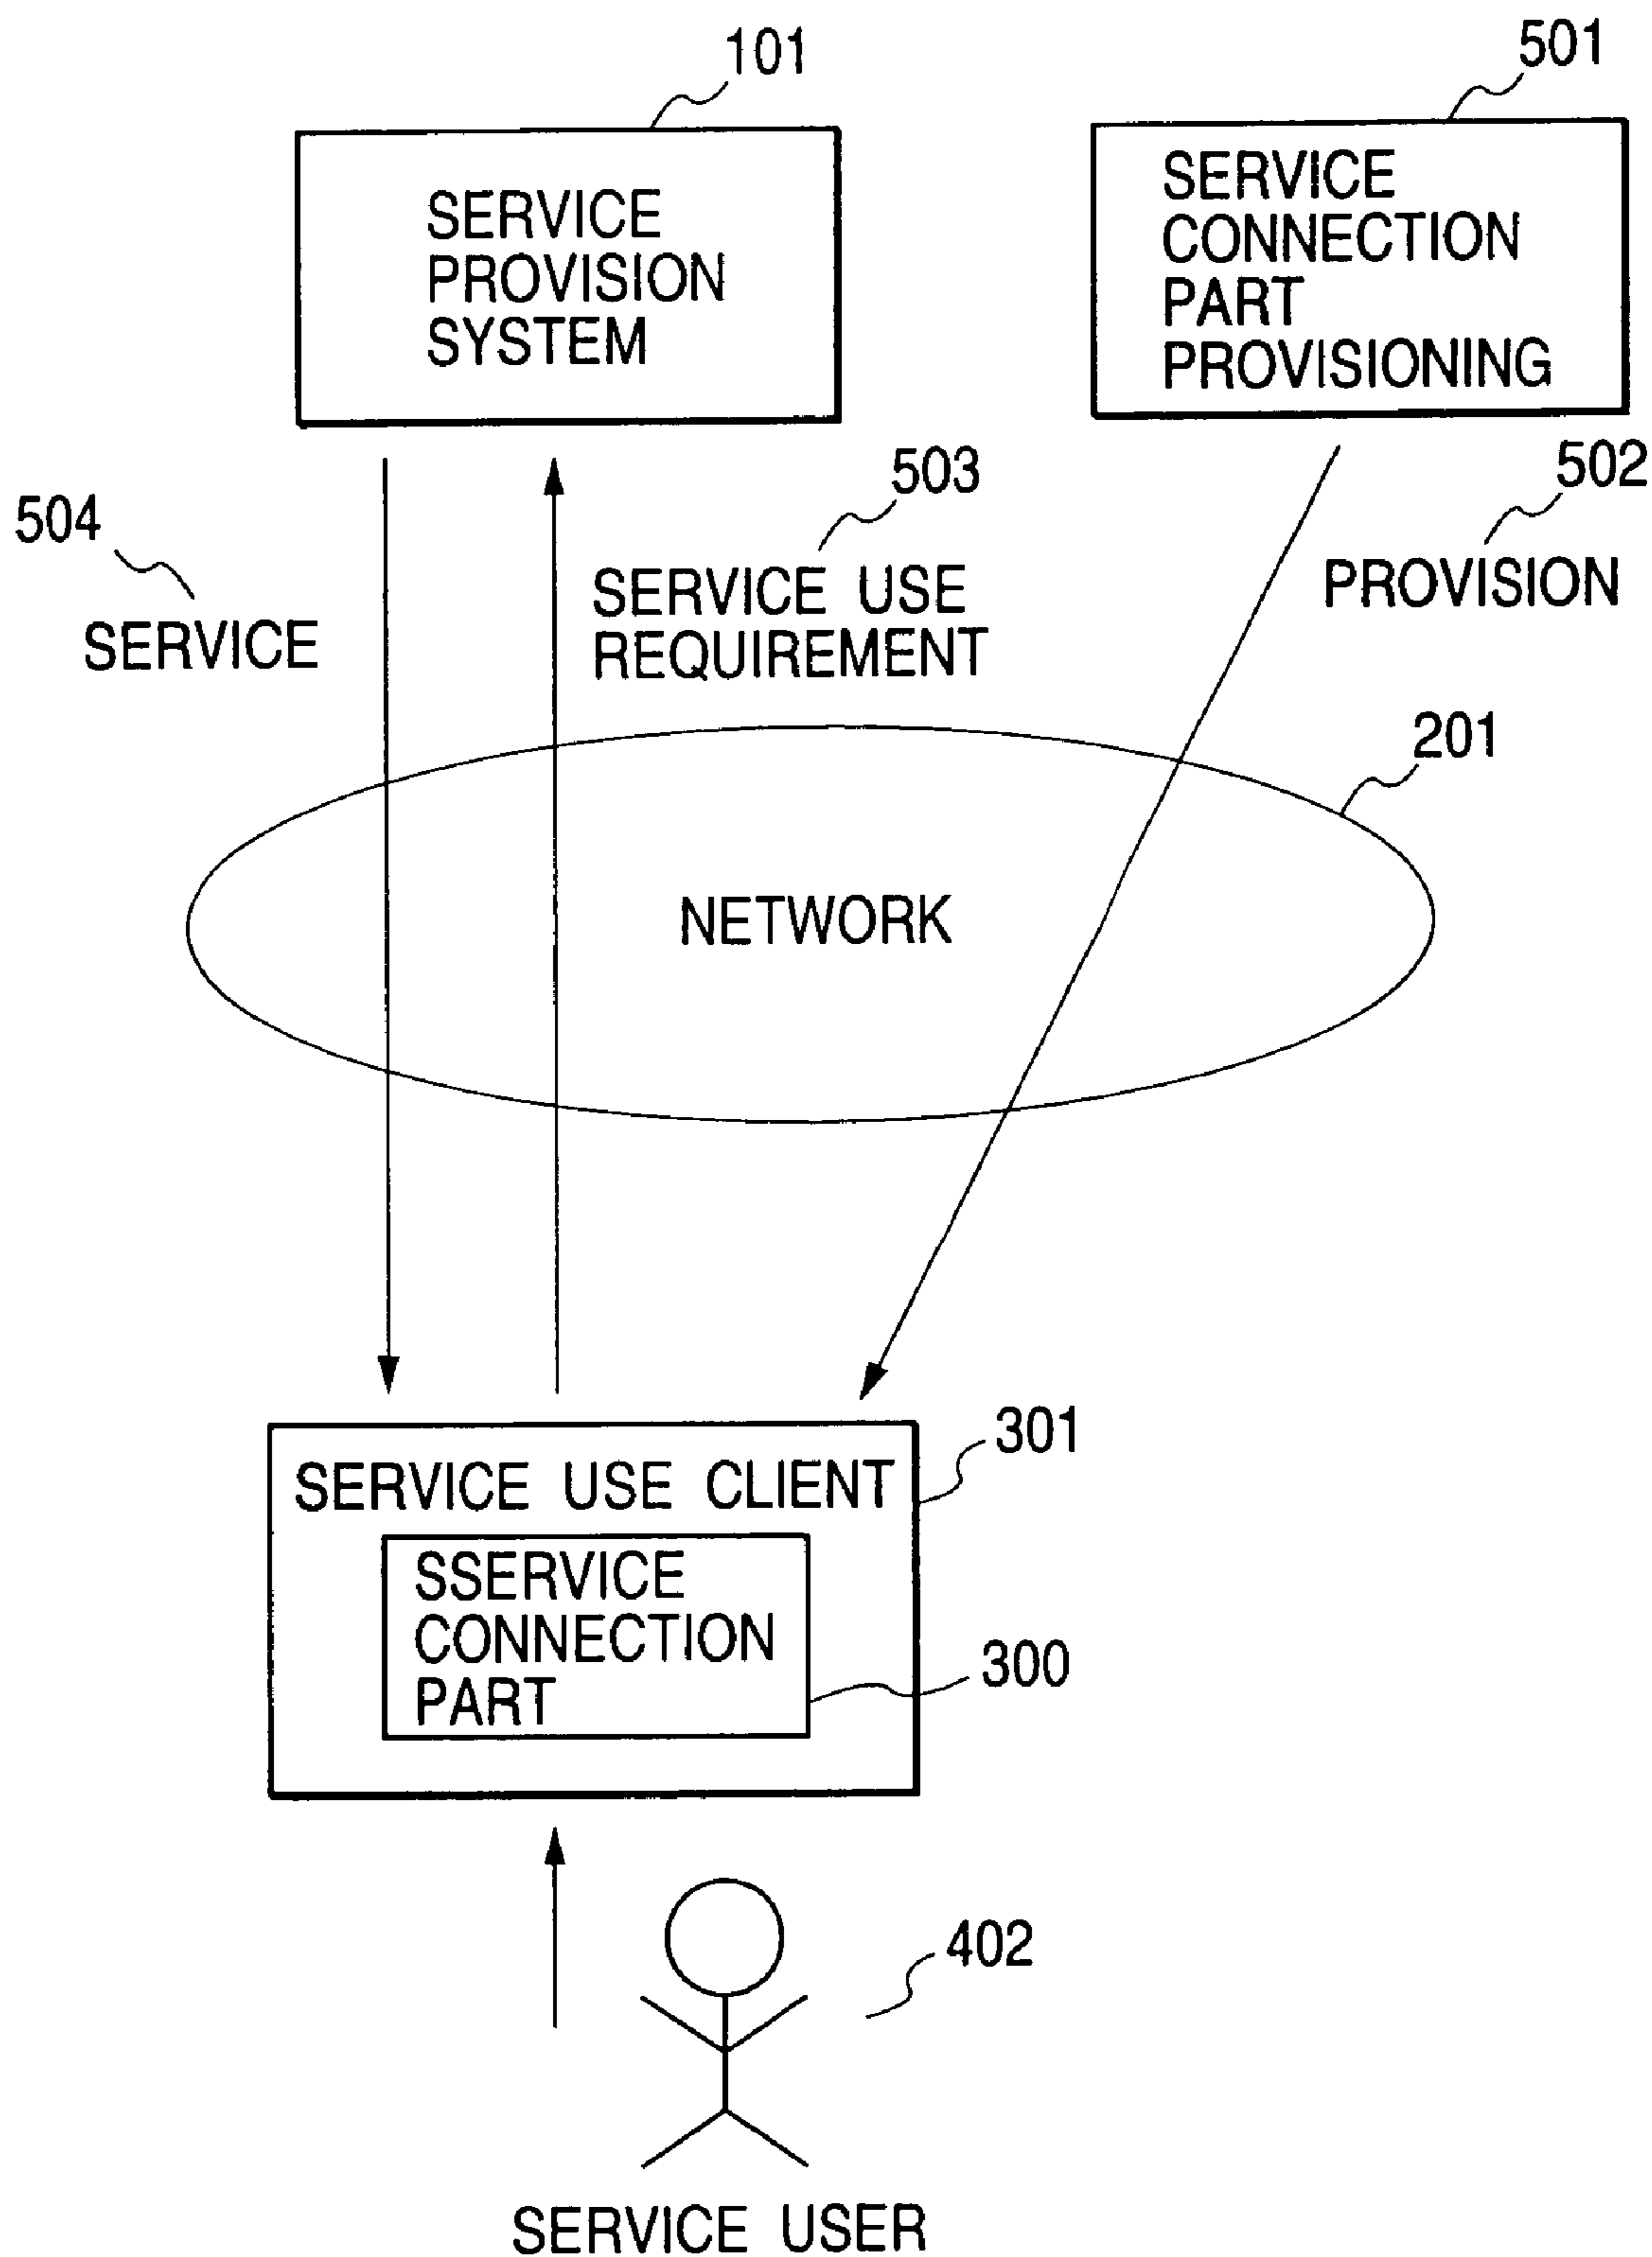 101
501
SERVICE
PROVISION
SYSTEM
SERVICE
CONNECTION
PART
PROVISIONING
504
503
502
SERVICE
SERVICE USE
REQUIREMENT
PROVISION
201
NETWORK
301
SERVICE USE CLIENT
SSERVICE
CONNECTION
PART
300
402
SERVICE USER